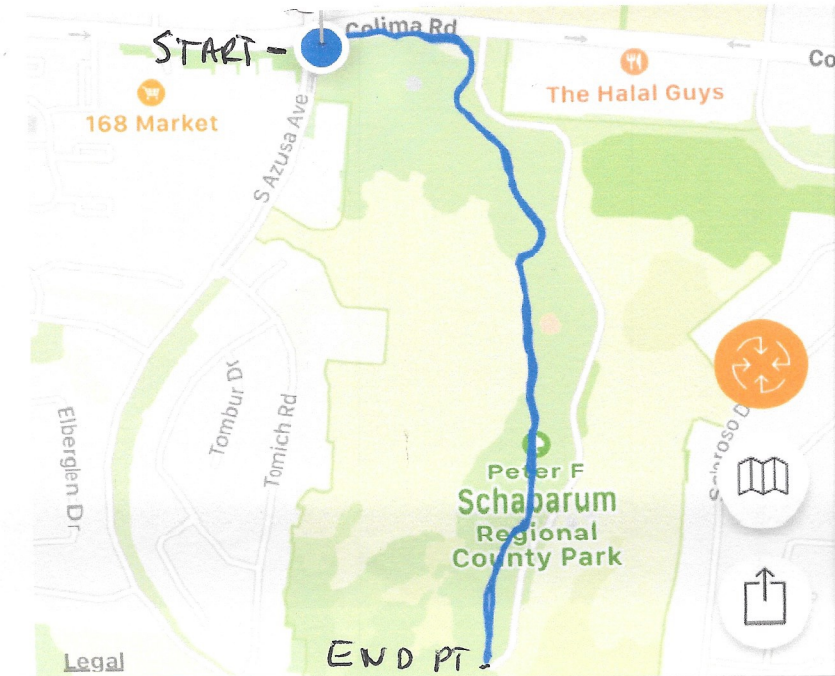 Colima Rd
START -
Co
The Halal Guys
168 Market
S Azusa Ave
Tombur Dr
Tomich Rd
Elberglen Dr
Peter F
Schabarum
Regional
County Park
END PT.
Legal